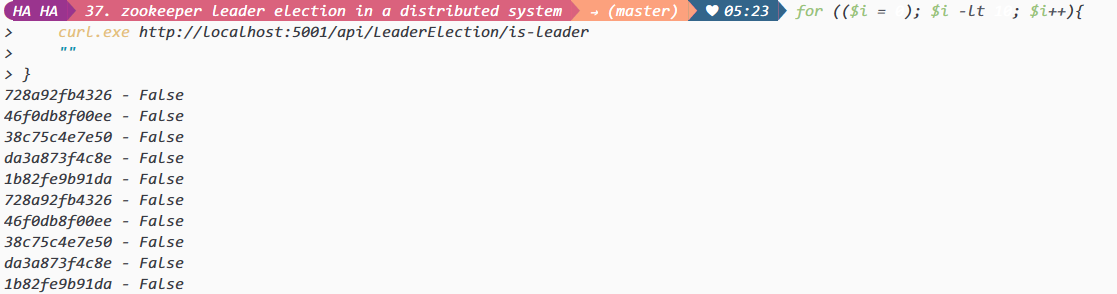 HA HA 37. zookeeper leader election in a distributed system → (master) ♥ 05:23 for (($i = ); $i -lt ; $i++){
> curl.exe http://localhost:5001/api/LeaderElection/is-leader
> ""
> }
728a92fb4326 - False
46f0db8f00ee - False
38c75c4e7e50 - False
da3a873f4c8e - False
1b82fe9b91da - False
728a92fb4326 - False
46f0db8f00ee - False
38c75c4e7e50 - False
da3a873f4c8e - False
1b82fe9b91da - False